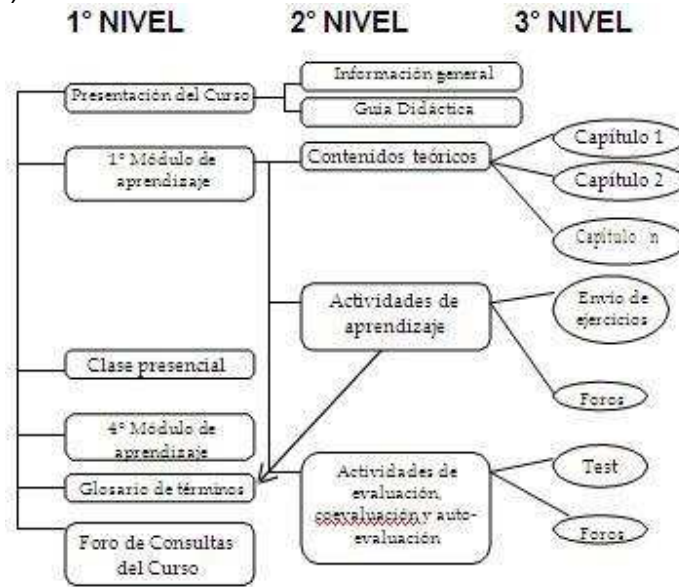 )
1° NIVEL 2° NIVEL 3° NIVEL
Presentación del Curso
Información general
Guia Didáctica
1° Módulo de
aprendizaje
Contenidos teóricos
Capítulo 1
Capítulo 2
Capítulo n
Actividades de
aprendizaje
Envio de
ejercicios
Foros
Clase presencial
4° Módulo de
aprendizaje
Glosario de términos
Foro de Consultas
del Curso
Actividades de
evaluación,
coevaluación y auto-
evaluación
Test
Foros